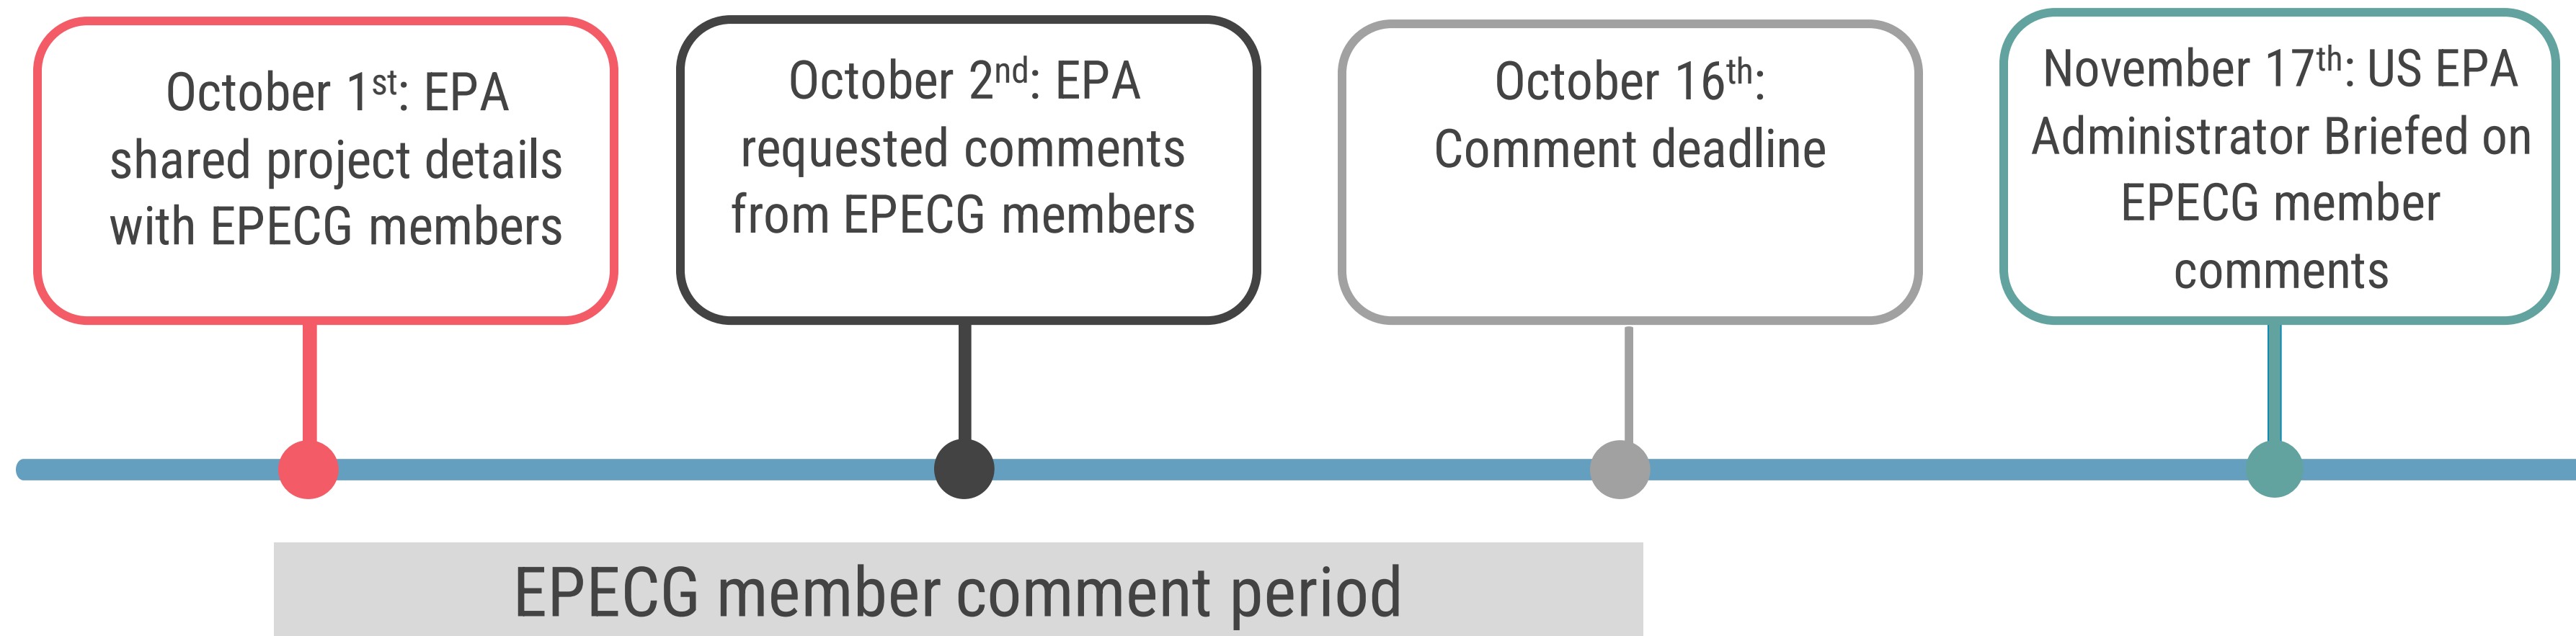 October 1st: EPA
shared project details
with EPECG members
October 2nd: EPA
requested comments
from EPECG members
October 16th:
Comment deadline
November 17th: US EPA
Administrator Briefed on
EPECG member
comments
EPECG member comment period